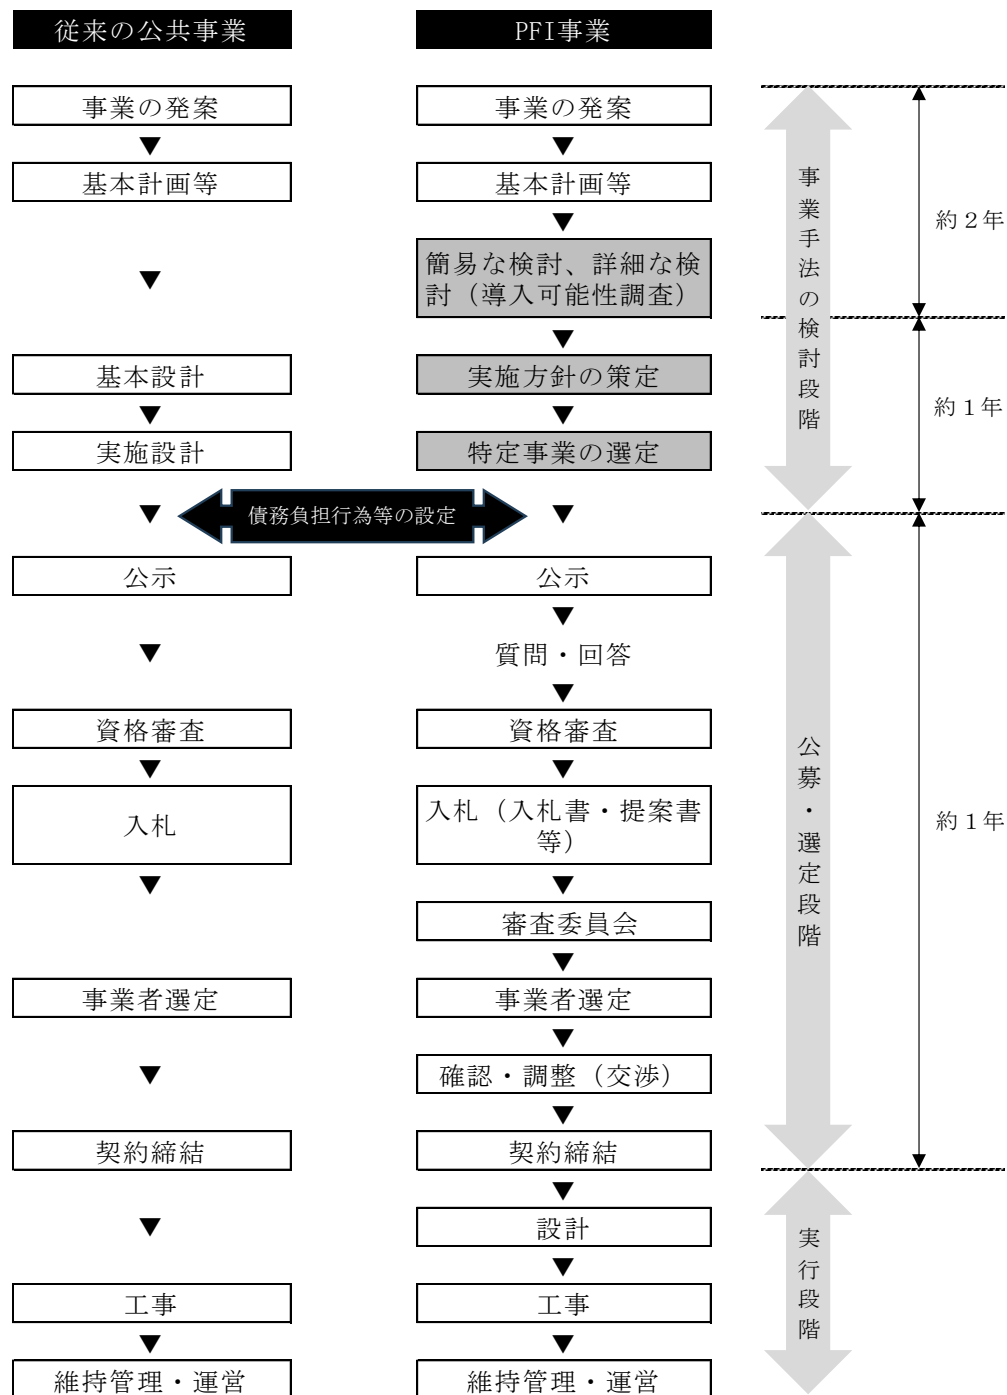 従来の公共事業
PFI事業
事業の発案
事業の発案
基本計画等
基本計画等
簡易な検討、詳細な検
討（導入可能性調査）
基本設計
実施方針の策定
実施設計
特定事業の選定
債務負担行為等の設定
公示
公示
質問・回答
資格審査
資格審査
入札
入札（入札書・提案書
等）
審査委員会
事業者選定
事業者選定
確認・調整（交渉）
契約締結
契約締結
設計
工事
工事
維持管理・運営
維持管理・運営
事業手法の検討段階
公募・選定段階
実行段階
約２年
約１年
約１年